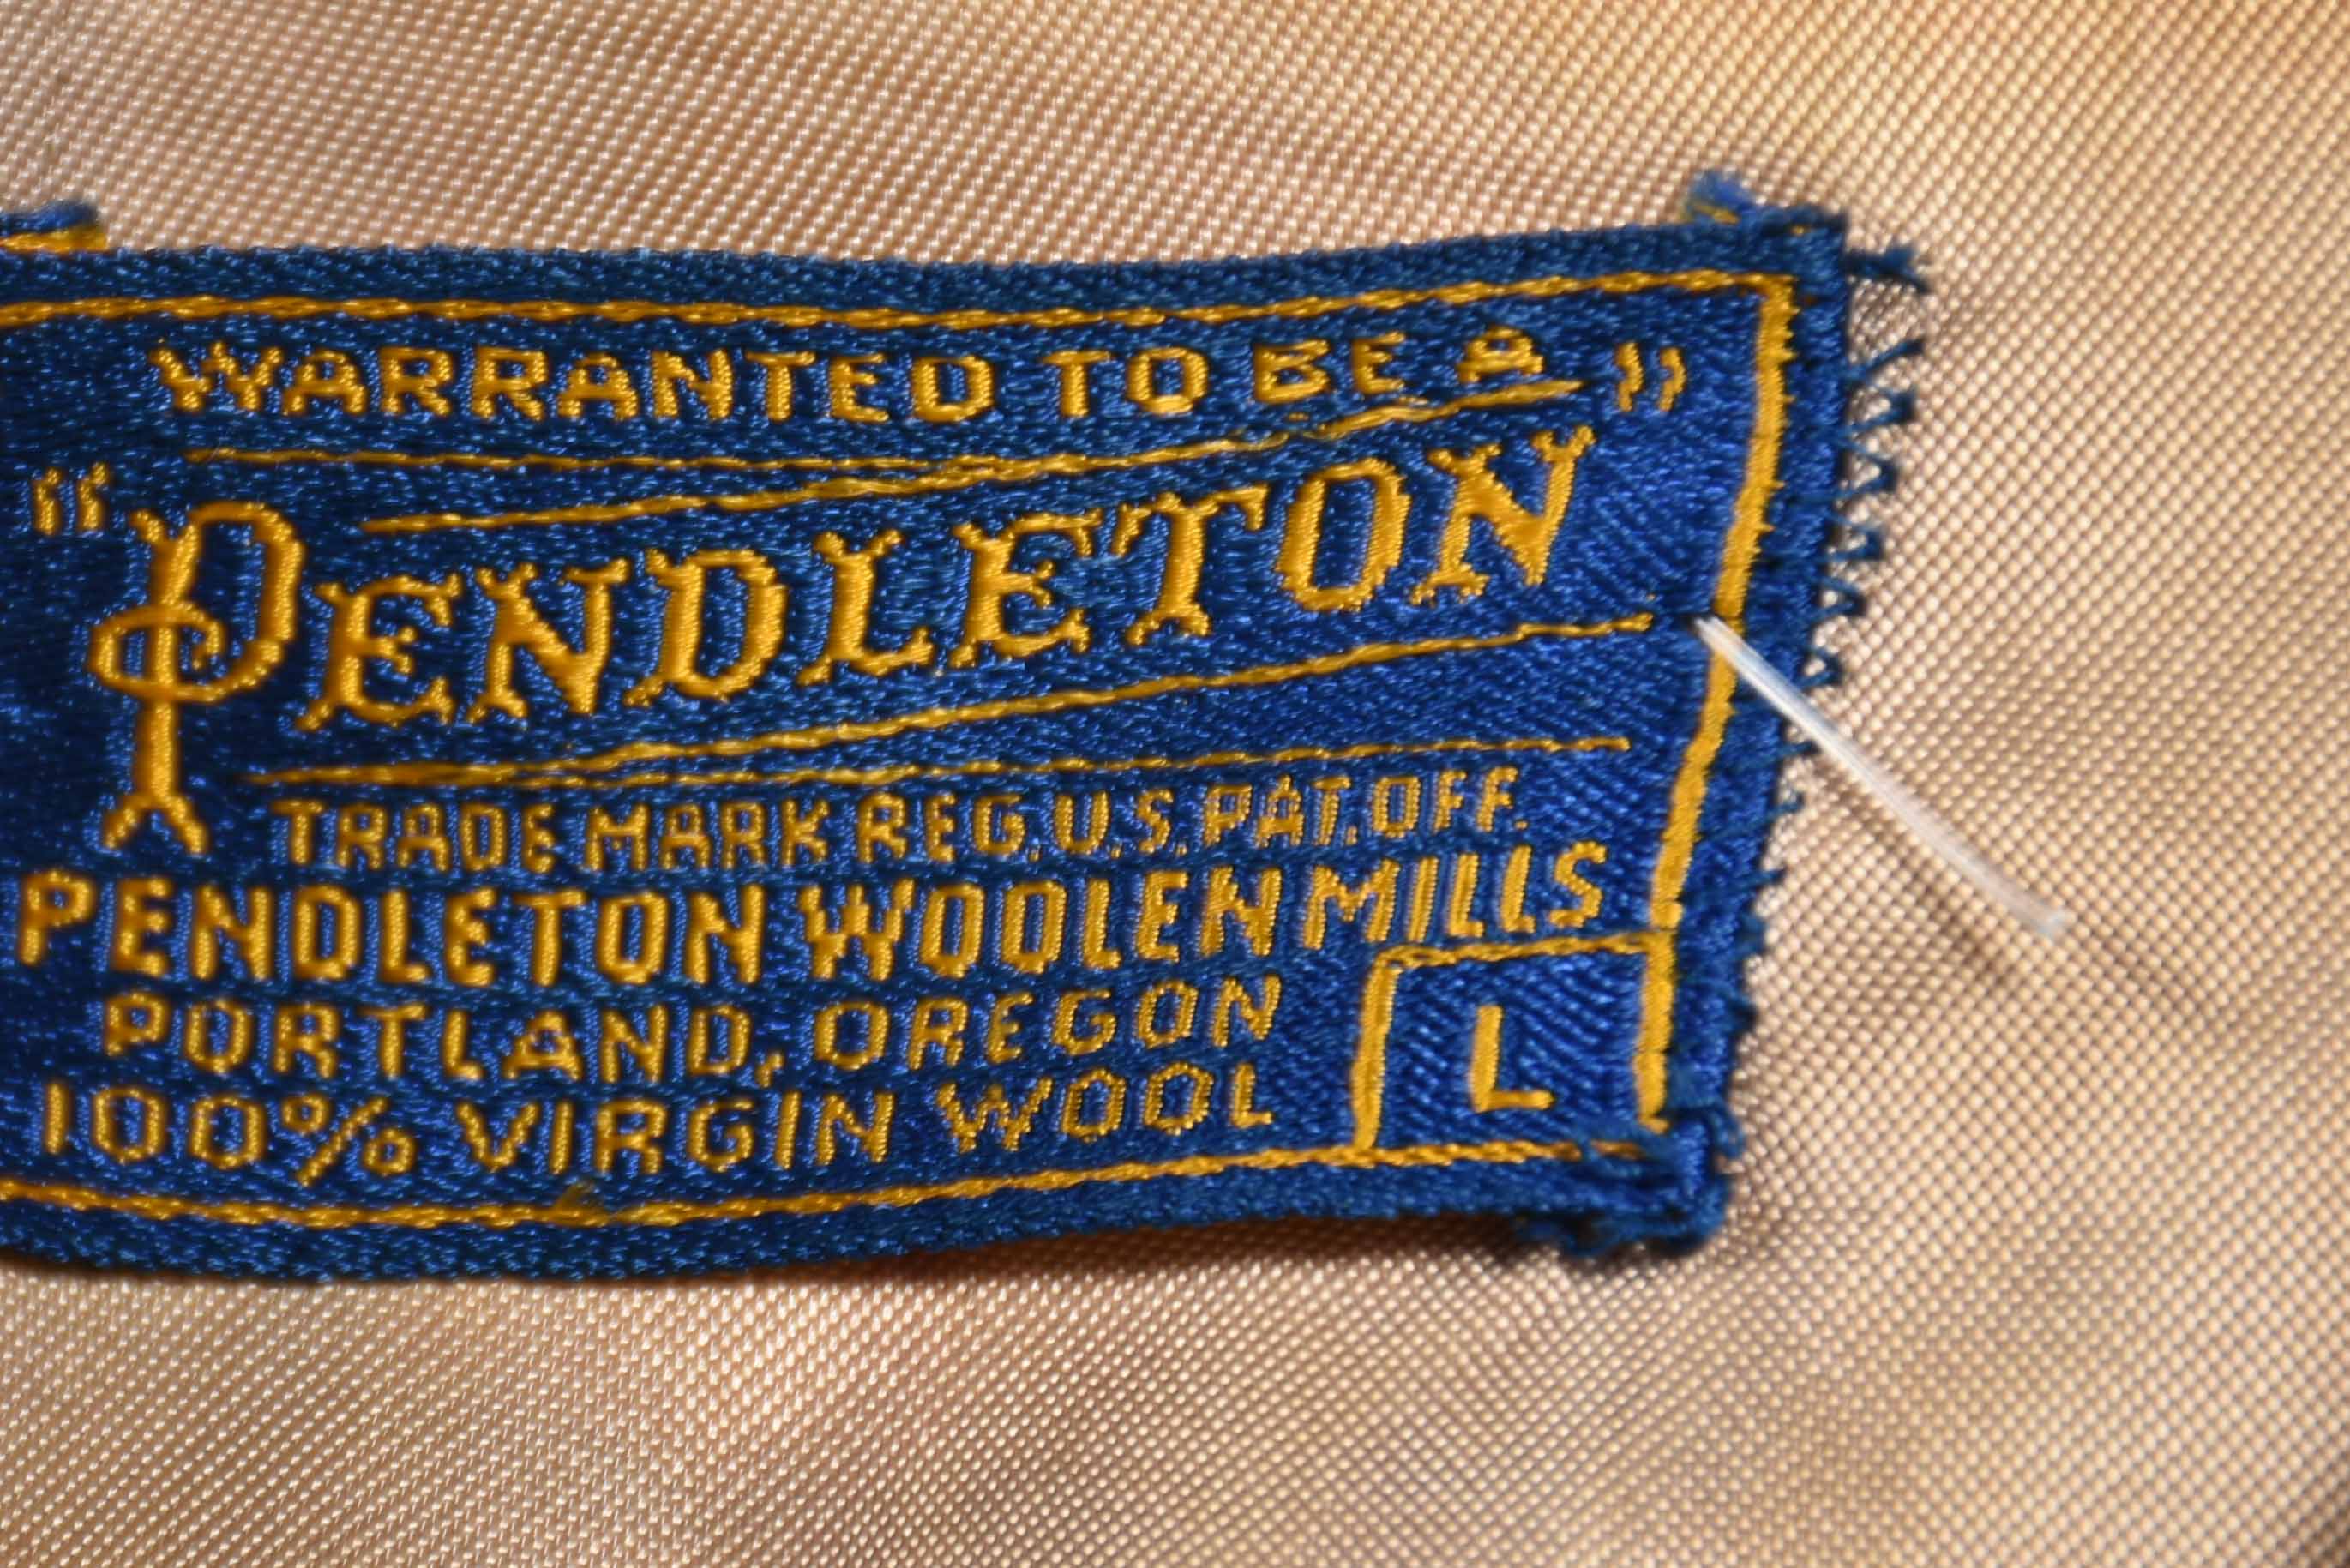 WARRANTED TO BE A
"PENDLETON"
TRADE MARK REG. U.S. PAT. OFF.
PENDLETON WOOLEN MILLS
PORTLAND, OREGON
100% VIRGIN WOOL
L